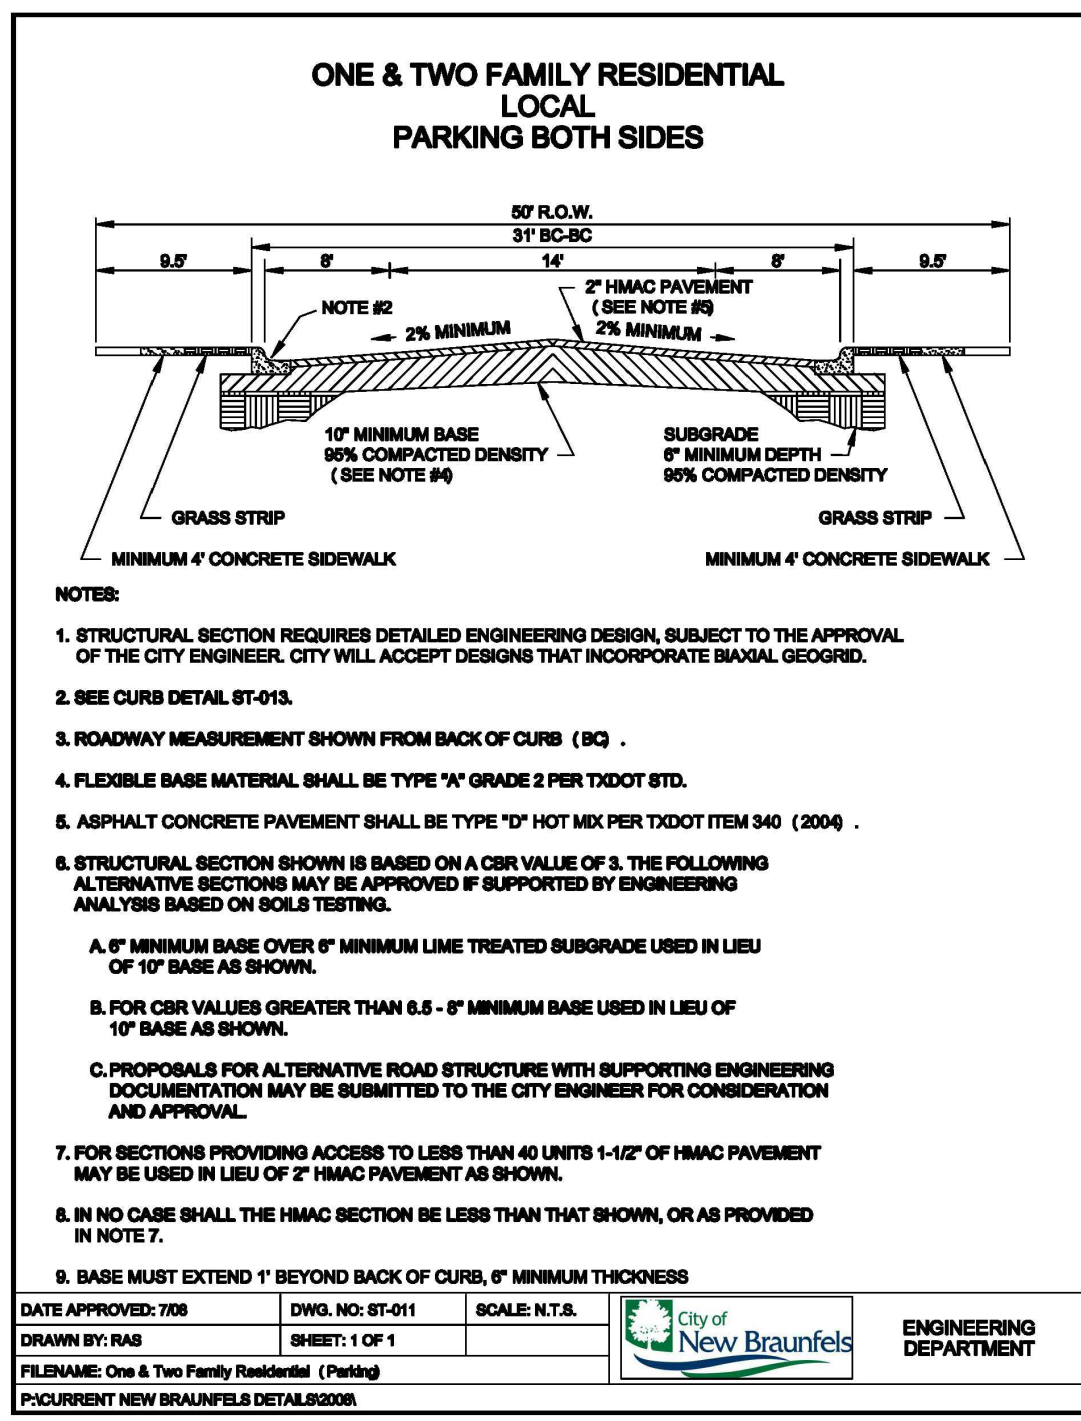 ONE & TWO FAMILY RESIDENTIAL
LOCAL
PARKING BOTH SIDES
50' R.O.W.
31' BC-BC
9.5'
8'
14'
8'
9.5'
2" HMAC PAVEMENT
(SEE NOTE #5)
NOTE #2
2% MINIMUM
2% MINIMUM
10" MINIMUM BASE
95% COMPACTED DENSITY
(SEE NOTE #4)
SUBGRADE
6" MINIMUM DEPTH
95% COMPACTED DENSITY
GRASS STRIP
GRASS STRIP
MINIMUM 4' CONCRETE SIDEWALK
MINIMUM 4' CONCRETE SIDEWALK
NOTES:
1. STRUCTURAL SECTION REQUIRES DETAILED ENGINEERING DESIGN, SUBJECT TO THE APPROVAL
OF THE CITY ENGINEER. CITY WILL ACCEPT DESIGNS THAT INCORPORATE BIAXIAL GEOGRID.
2. SEE CURB DETAIL ST-013.
3. ROADWAY MEASUREMENT SHOWN FROM BACK OF CURB (BC) .
4. FLEXIBLE BASE MATERIAL SHALL BE TYPE "A" GRADE 2 PER TXDOT STD.
5. ASPHALT CONCRETE PAVEMENT SHALL BE TYPE "D" HOT MIX PER TXDOT ITEM 340 (2004) .
6. STRUCTURAL SECTION SHOWN IS BASED ON A CBR VALUE OF 3. THE FOLLOWING
ALTERNATIVE SECTIONS MAY BE APPROVED IF SUPPORTED BY ENGINEERING
ANALYSIS BASED ON SOILS TESTING.
A. 6" MINIMUM BASE OVER 6" MINIMUM LIME TREATED SUBGRADE USED IN LIEU
OF 10" BASE AS SHOWN.
B. FOR CBR VALUES GREATER THAN 6.5 - 8" MINIMUM BASE USED IN LIEU OF
10" BASE AS SHOWN.
C. PROPOSALS FOR ALTERNATIVE ROAD STRUCTURE WITH SUPPORTING ENGINEERING
DOCUMENTATION MAY BE SUBMITTED TO THE CITY ENGINEER FOR CONSIDERATION
AND APPROVAL.
7. FOR SECTIONS PROVIDING ACCESS TO LESS THAN 40 UNITS 1-1/2" OF HMAC PAVEMENT
MAY BE USED IN LIEU OF 2" HMAC PAVEMENT AS SHOWN.
8. IN NO CASE SHALL THE HMAC SECTION BE LESS THAN THAT SHOWN, OR AS PROVIDED
IN NOTE 7.
9. BASE MUST EXTEND 1' BEYOND BACK OF CURB, 6" MINIMUM THICKNESS
DATE APPROVED: 7/06
DWG. NO: ST-011
SCALE: N.T.S.
DRAWN BY: RAS
SHEET: 1 OF 1
FILENAME: One & Two Family Residential (Parking)
P:\CURRENT NEW BRAUNFELS DETAILS\2006\
City of
New Braunfels
ENGINEERING
DEPARTMENT